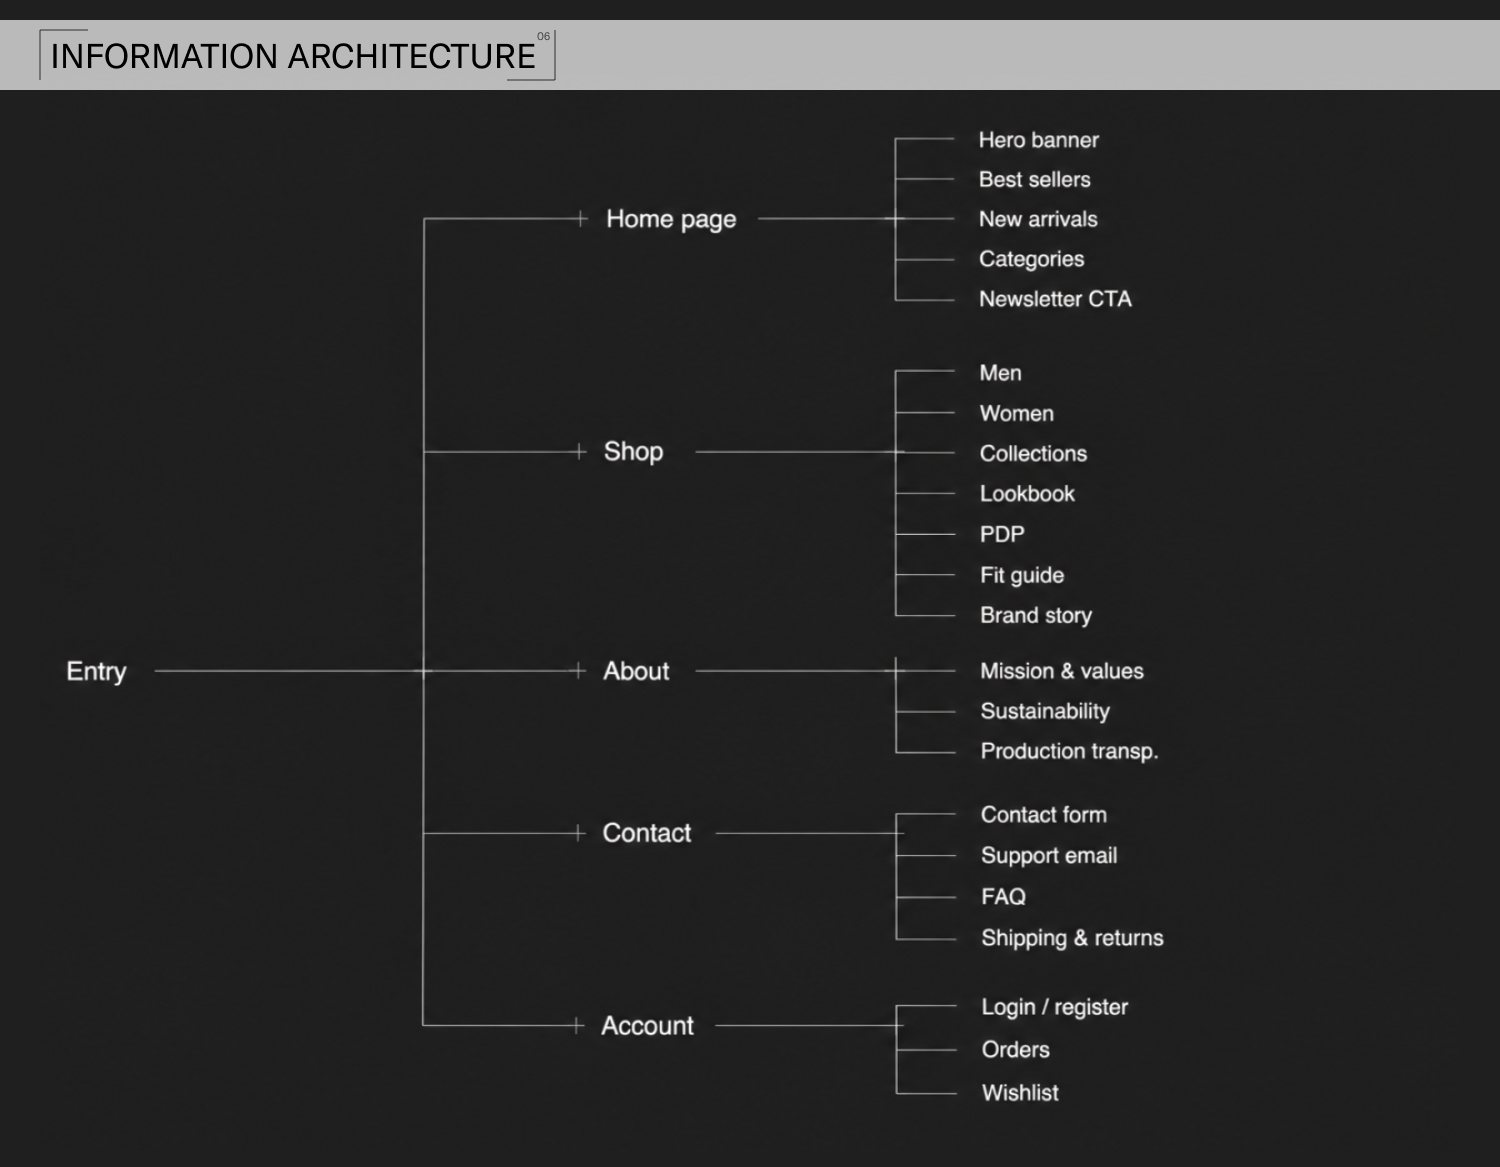 INFORMATION ARCHITECTURE
06
Entry
Home page
Hero banner
Best sellers
New arrivals
Categories
Newsletter CTA
Shop
Men
Women
Collections
Lookbook
PDP
Fit guide
Brand story
About
Mission & values
Sustainability
Production transp.
Contact
Contact form
Support email
FAQ
Shipping & returns
Account
Login / register
Orders
Wishlist